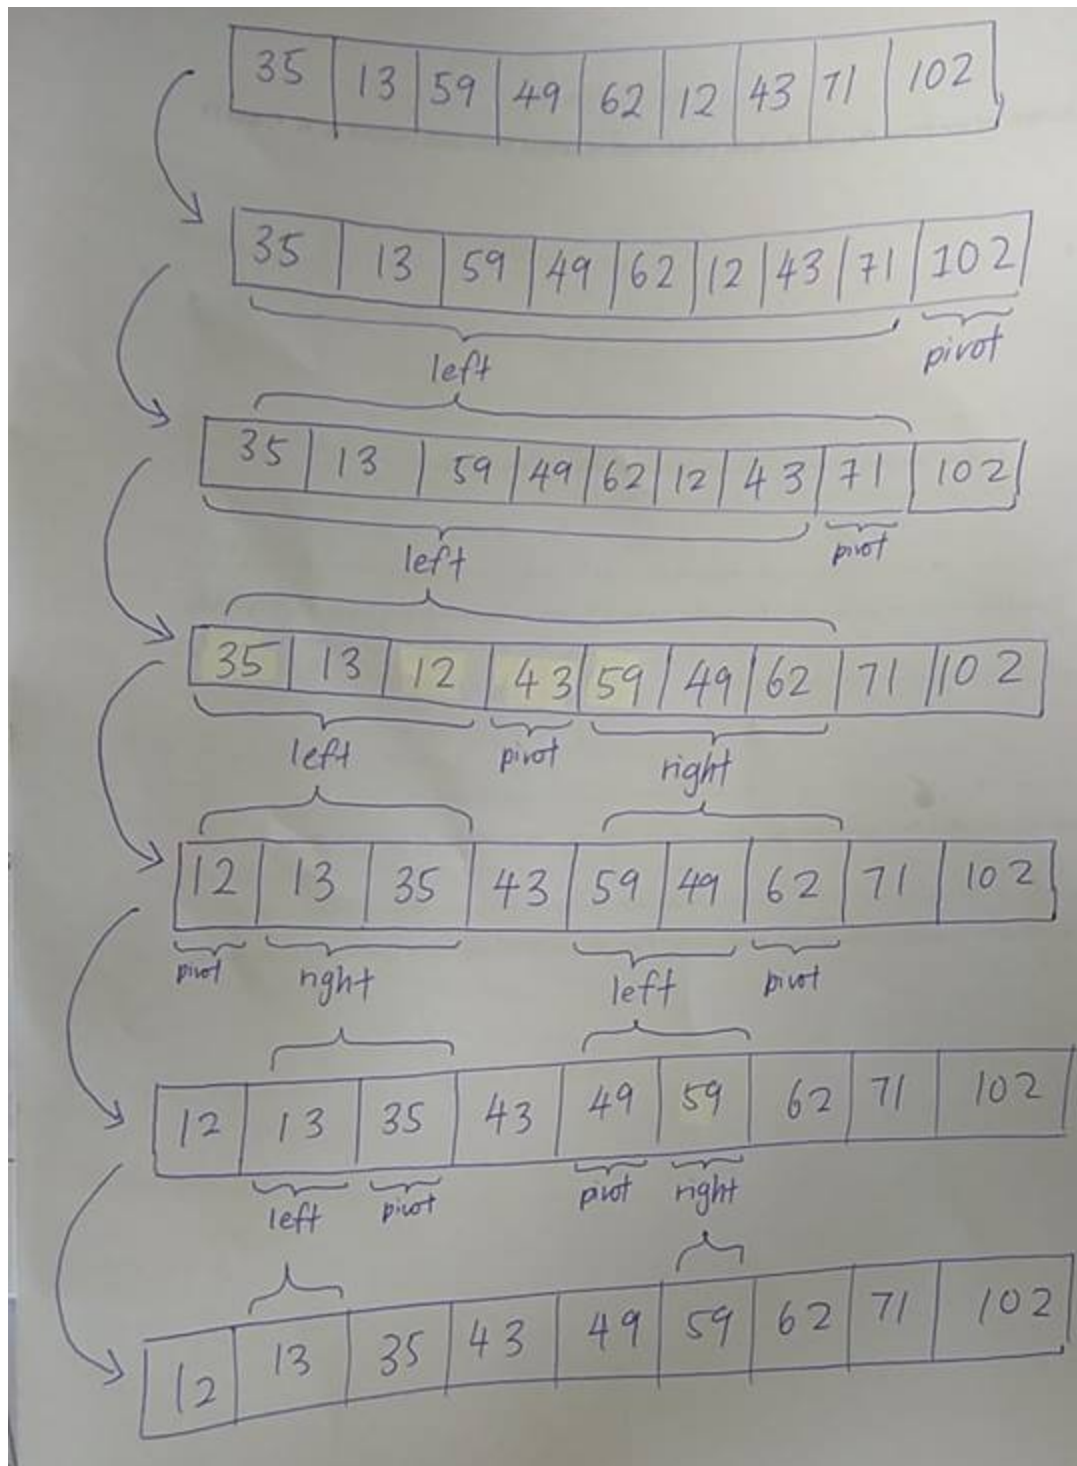 35 13 59 49 62 12 43 71 102
35 13 59 49 62 12 43 71 102
left pivot
35 13 59 49 62 12 43 71 102
left pivot
35 13 12 43 59 49 62 71 102
left pivot right
12 13 35 43 59 49 62 71 102
pivot right left pivot
12 13 35 43 49 59 62 71 102
left pivot pivot right
12 13 35 43 49 59 62 71 102